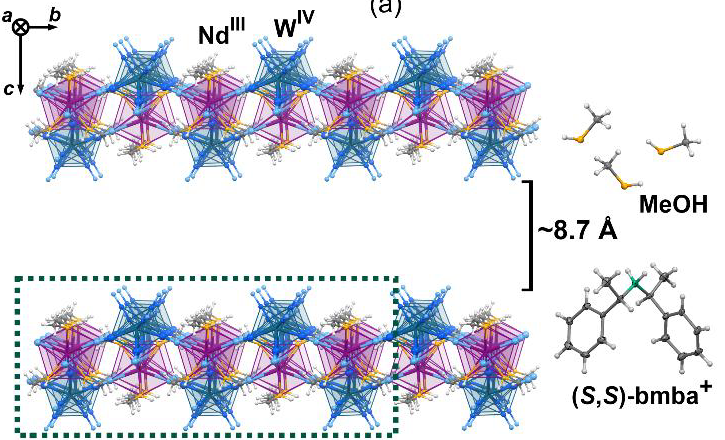 (a)
a b
c
Nd^III W^IV
MeOH
~8.7 Å
(S,S)-bmba^+